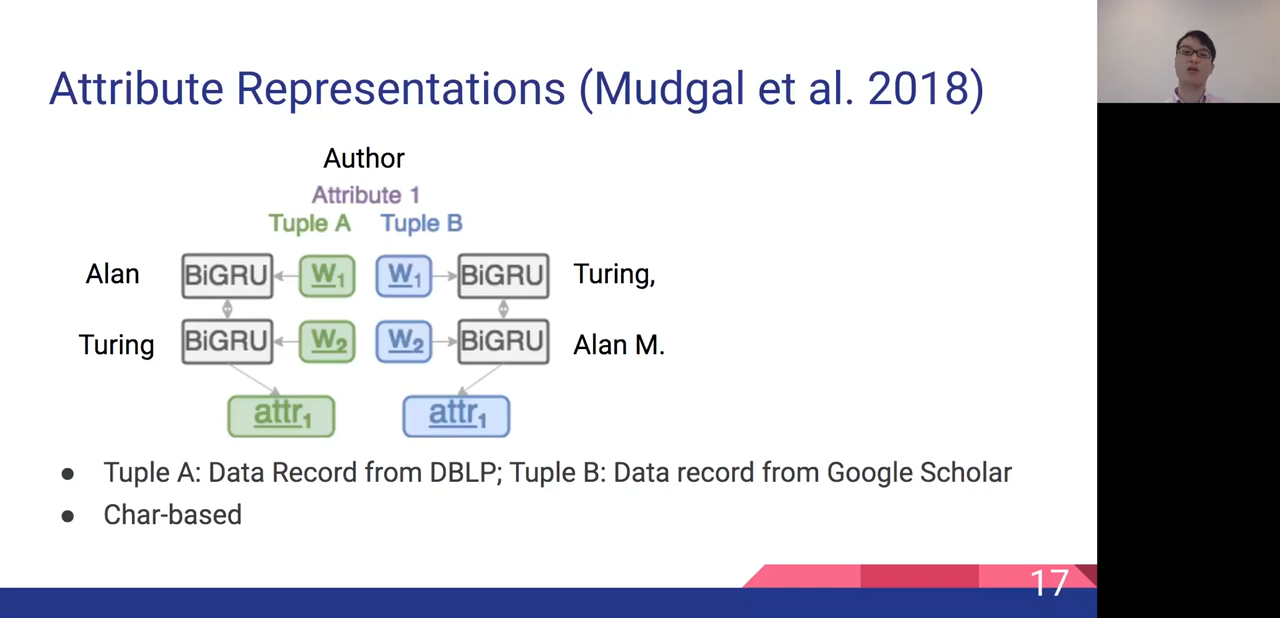 Attribute Representations (Mudgal et al. 2018)
Author
Attribute 1
Tuple A Tuple B
Alan BiGRU W1 W1 BiGRU Turing,
Turing BiGRU W2 W2 BiGRU Alan M.
attr1 attr1
● Tuple A: Data Record from DBLP; Tuple B: Data record from Google Scholar
● Char-based
17